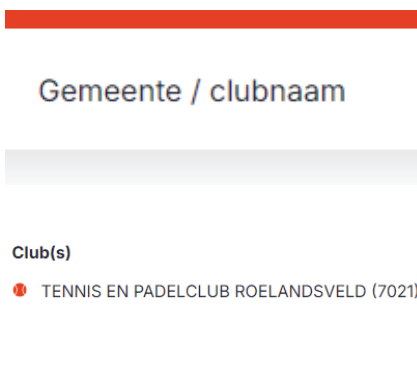 Gemeente / clubnaam
Club(s)
TENNIS EN PADELCLUB ROELANDSVELD (7021)